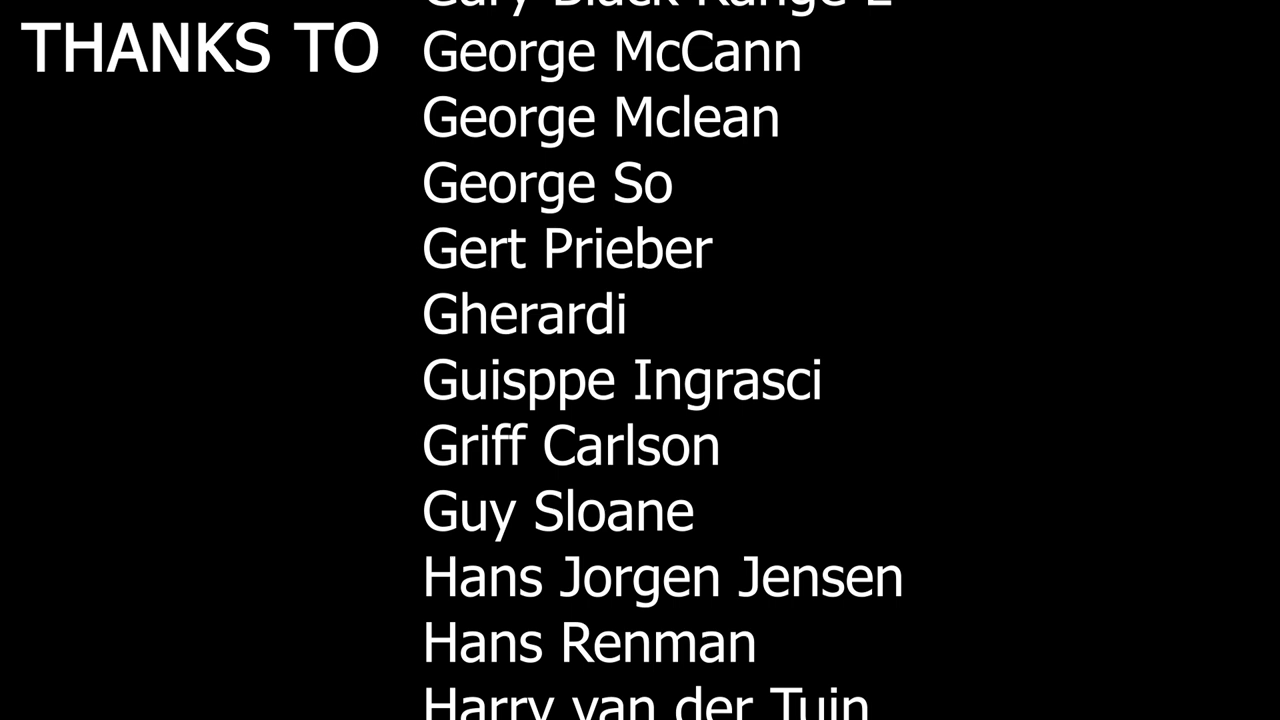 THANKS TO
George McCann
George Mclean
George So
Gert Prieber
Gherardi
Guisppe Ingrasci
Griff Carlson
Guy Sloane
Hans Jorgen Jensen
Hans Renman
Harry van der Tuin